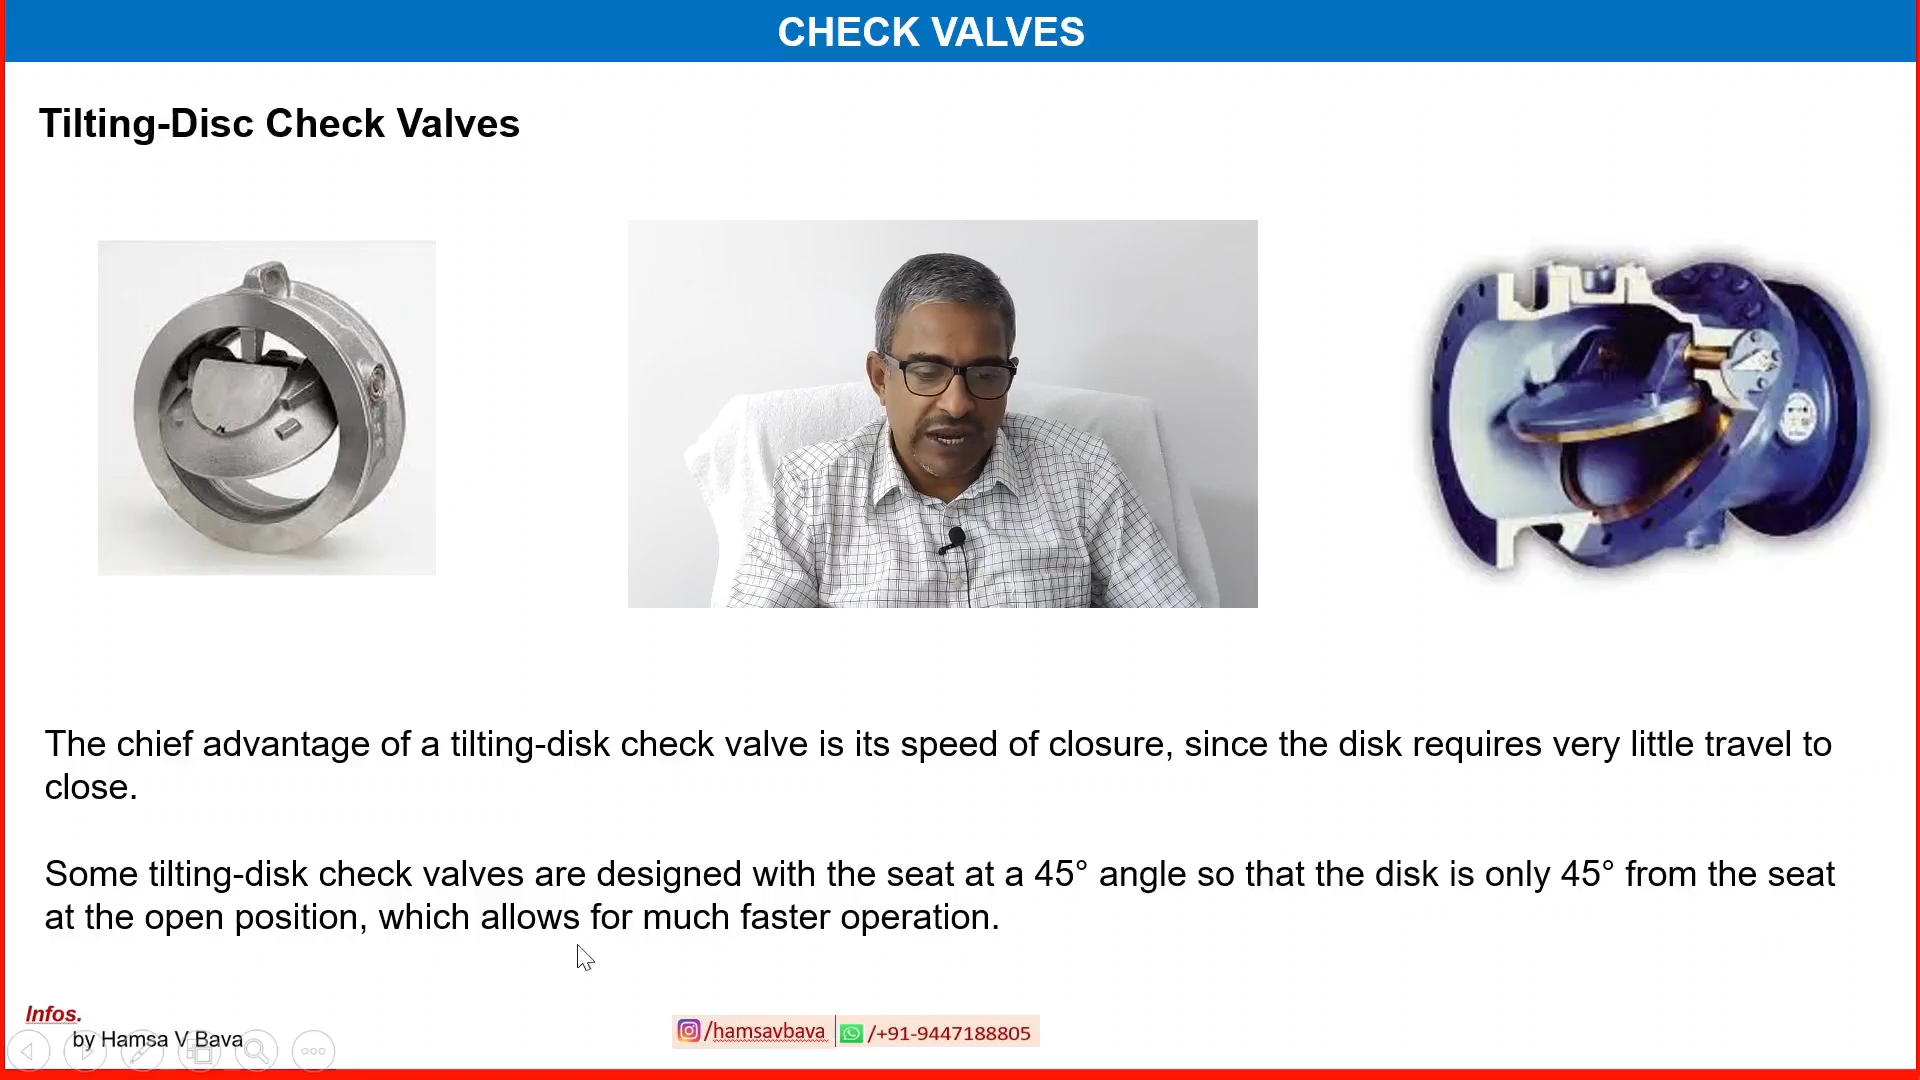 CHECK VALVES
Tilting-Disc Check Valves
The chief advantage of a tilting-disk check valve is its speed of closure, since the disk requires very little travel to
close.
Some tilting-disk check valves are designed with the seat at a 45° angle so that the disk is only 45° from the seat
at the open position, which allows for much faster operation.
Infos.
by Hamsa V Bava
/hamsavbava
/+91-9447188805